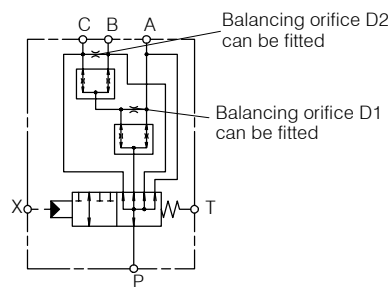 C B A
Balancing orifice D2
can be fitted
Balancing orifice D1
can be fitted
X
T
P